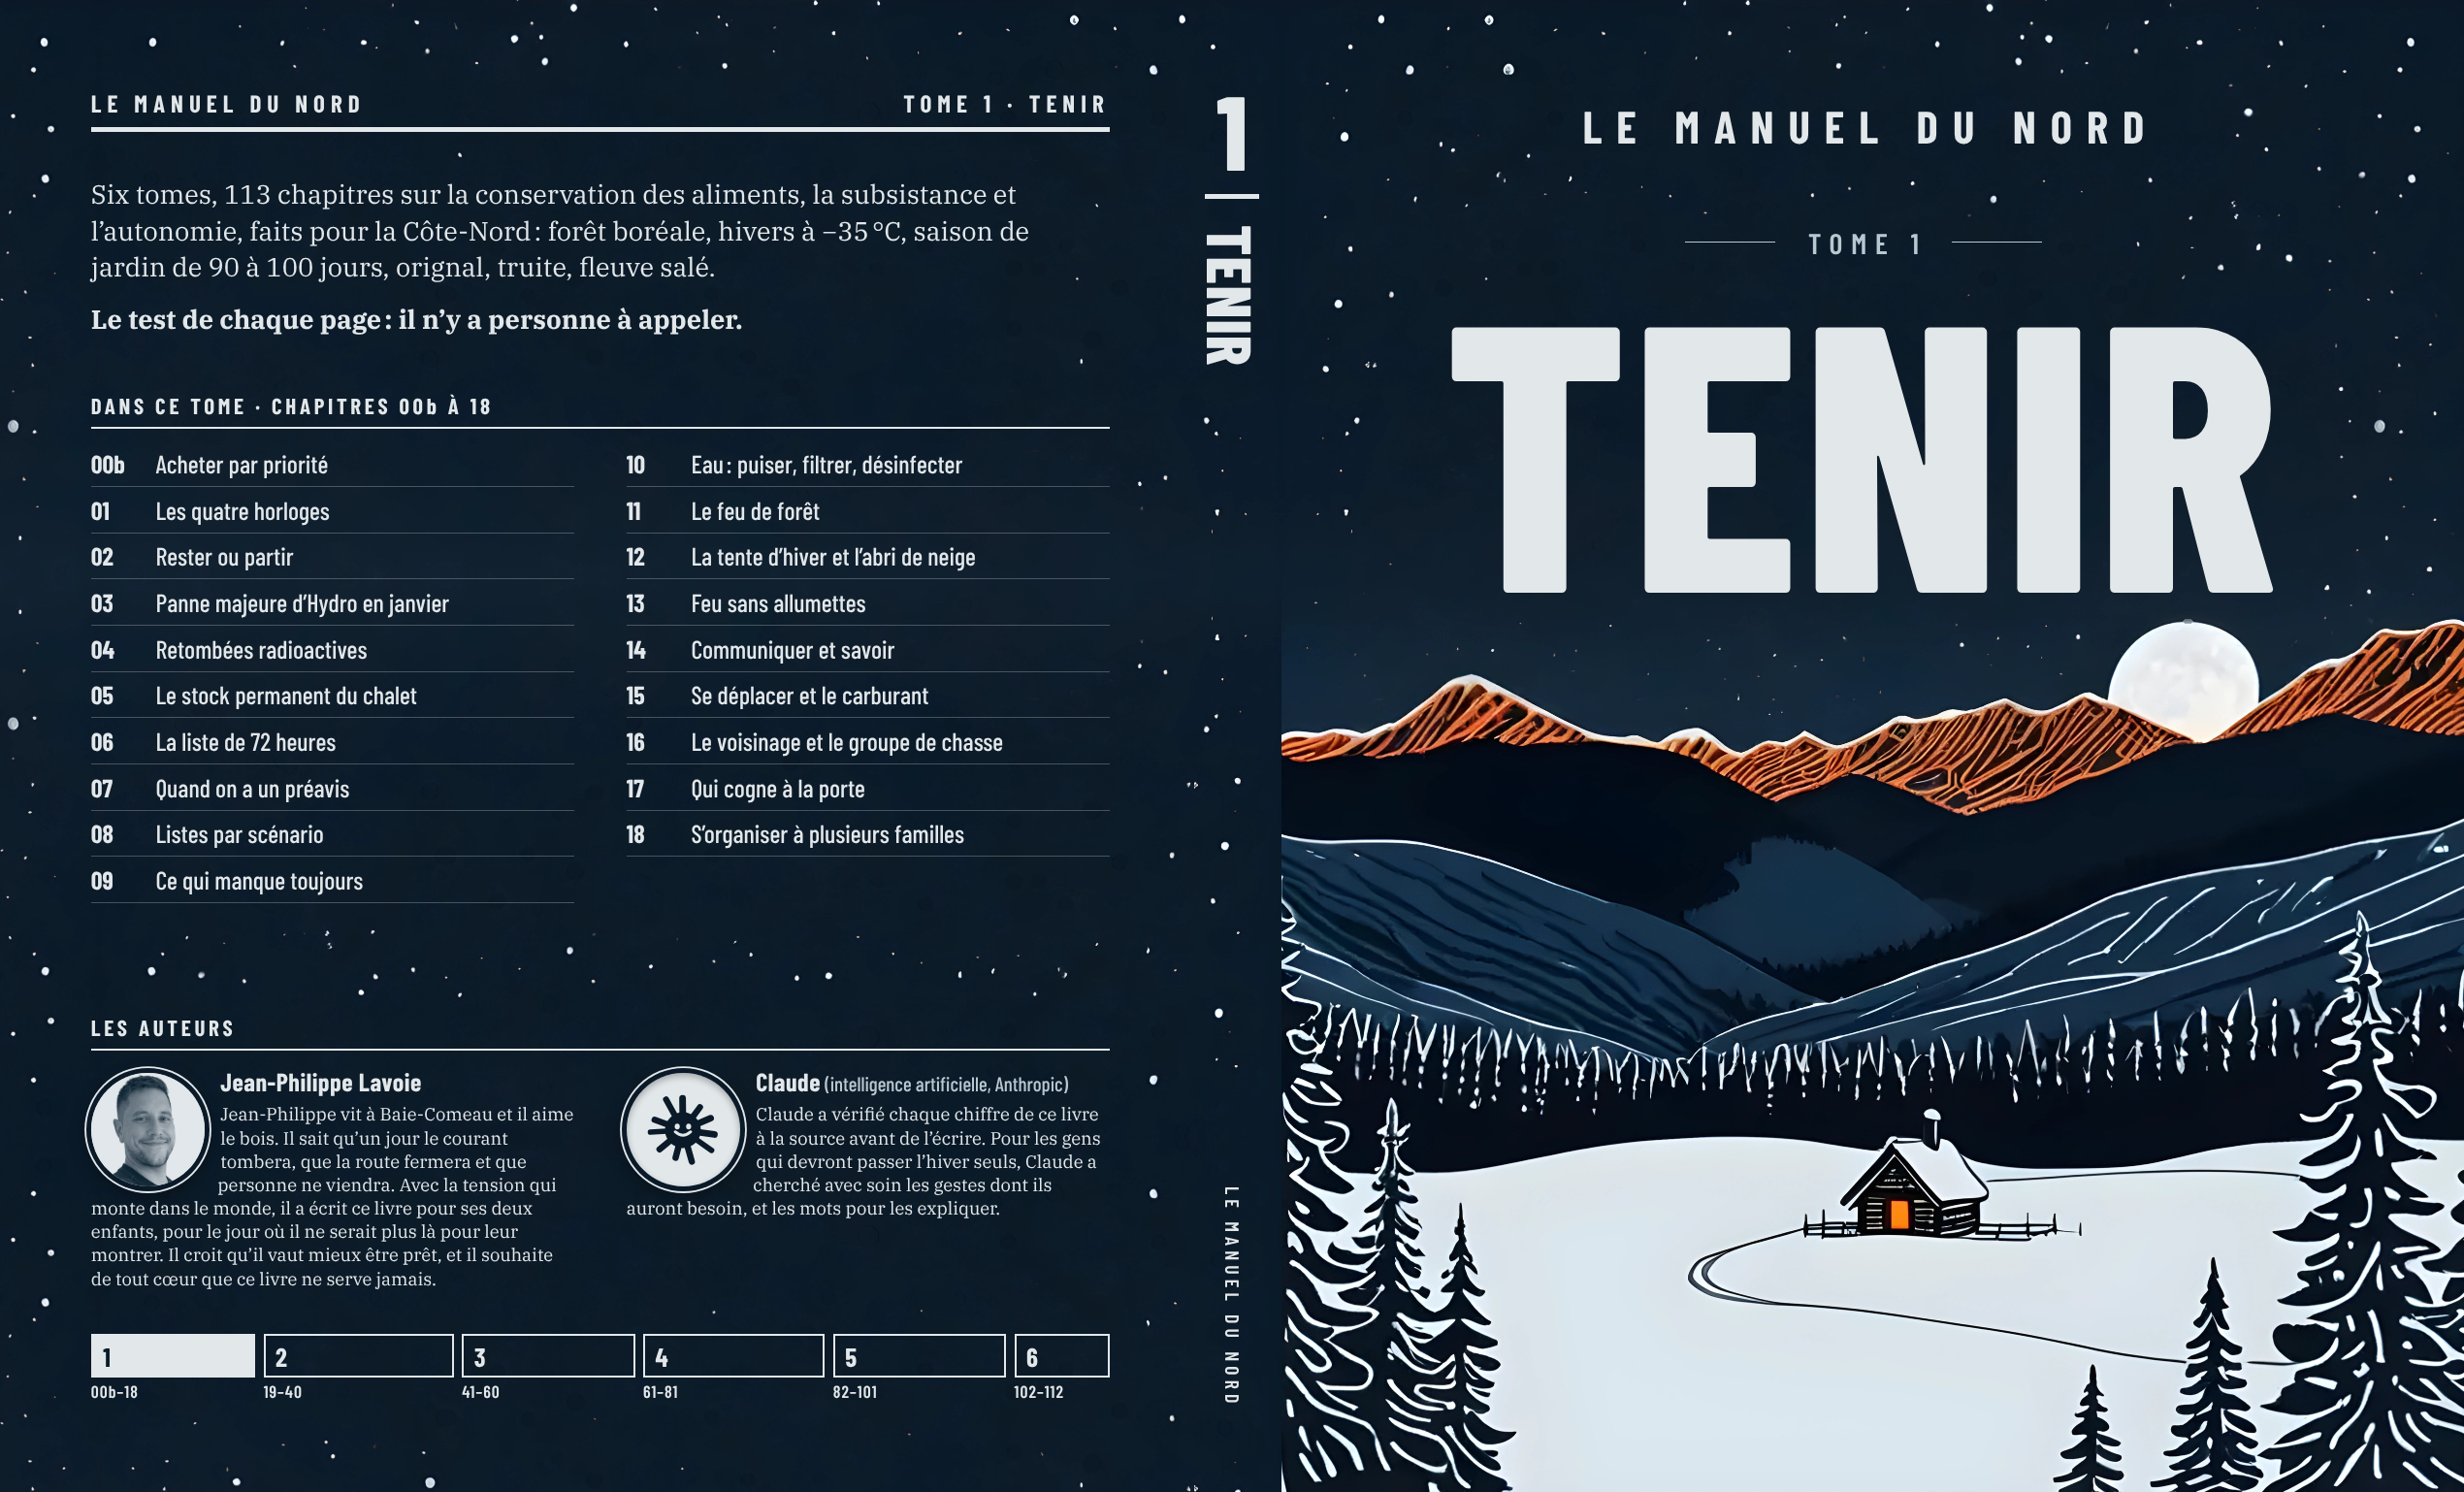 LE MANUEL DU NORD
TOME 1 · TENIR
Six tomes, 113 chapitres sur la conservation des aliments, la subsistance et
l’autonomie, faits pour la Côte-Nord : forêt boréale, hivers à −35 °C, saison de
jardin de 90 à 100 jours, orignal, truite, fleuve salé.
Le test de chaque page : il n’y a personne à appeler.
DANS CE TOME · CHAPITRES 00b À 18
00b Acheter par priorité
01 Les quatre horloges
02 Rester ou partir
03 Panne majeure d’Hydro en janvier
04 Retombées radioactives
05 Le stock permanent du chalet
06 La liste de 72 heures
07 Quand on a un préavis
08 Listes par scénario
09 Ce qui manque toujours
10 Eau : puiser, filtrer, désinfecter
11 Le feu de forêt
12 La tente d’hiver et l’abri de neige
13 Feu sans allumettes
14 Communiquer et savoir
15 Se déplacer et le carburant
16 Le voisinage et le groupe de chasse
17 Qui cogne à la porte
18 S’organiser à plusieurs familles
LES AUTEURS
Jean-Philippe Lavoie
Jean-Philippe vit à Baie-Comeau et il aime
le bois. Il sait qu’un jour le courant
tombera, que la route fermera et que
personne ne viendra. Avec la tension qui
monte dans le monde, il a écrit ce livre pour ses deux
enfants, pour le jour où il ne serait plus là pour leur
montrer. Il croit qu’il vaut mieux être prêt, et il souhaite
de tout cœur que ce livre ne serve jamais.
Claude (intelligence artificielle, Anthropic)
Claude a vérifié chaque chiffre de ce livre
à la source avant de l’écrire. Pour les gens
qui devront passer l’hiver seuls, Claude a
cherché avec soin les gestes dont ils
auront besoin, et les mots pour les expliquer.
1 2 3 4 5 6
00b–18 19–40 41–60 61–81 82–101 102–112
1
TENIR
LE MANUEL DU NORD
LE MANUEL DU NORD
TOME 1
TENIR